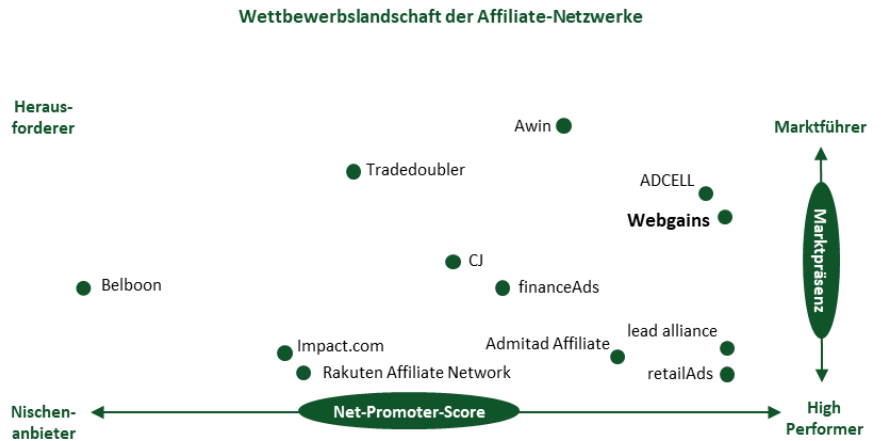 Wettbewerbslandschaft der Affiliate-Netzwerke
Heraus-
forderer
Marktführer
Awin
Tradedoubler
ADCELL
Webgains
Marktpräsenz
CJ
Belboon
financeAds
lead alliance
Impact.com
Admitad Affiliate
Rakuten Affiliate Network
retailAds
Nischen-
anbieter
Net-Promoter-Score
High
Performer